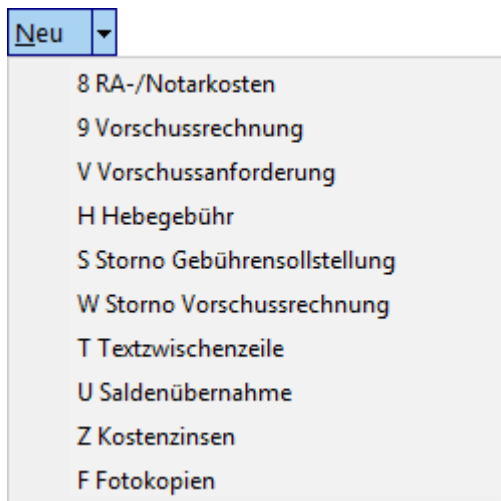 Neu
8 RA-/Notarkosten
9 Vorschussrechnung
V Vorschussanforderung
H Hebegebühr
S Storno Gebührensollstellung
W Storno Vorschussrechnung
T Textzwischenzeile
U Saldenübernahme
Z Kostenzinsen
F Fotokopien